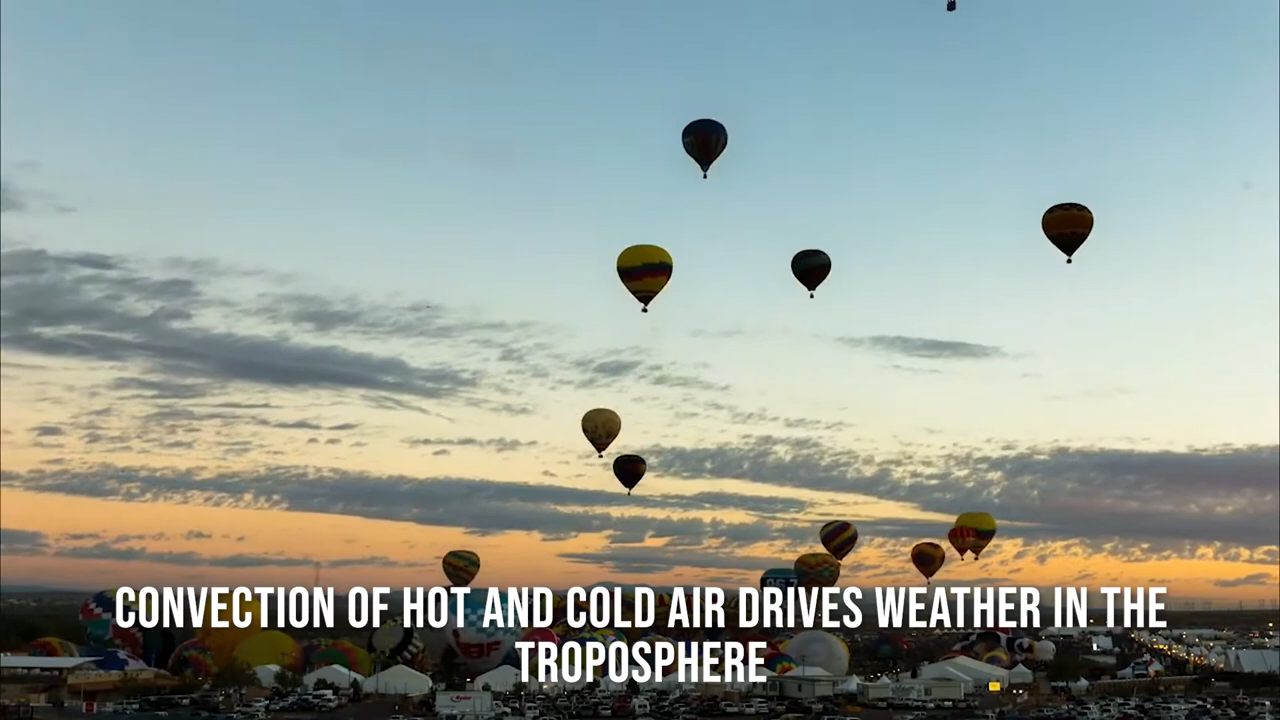 CONVECTION OF HOT AND COLD AIR DRIVES WEATHER IN THE
TROPOSPHERE